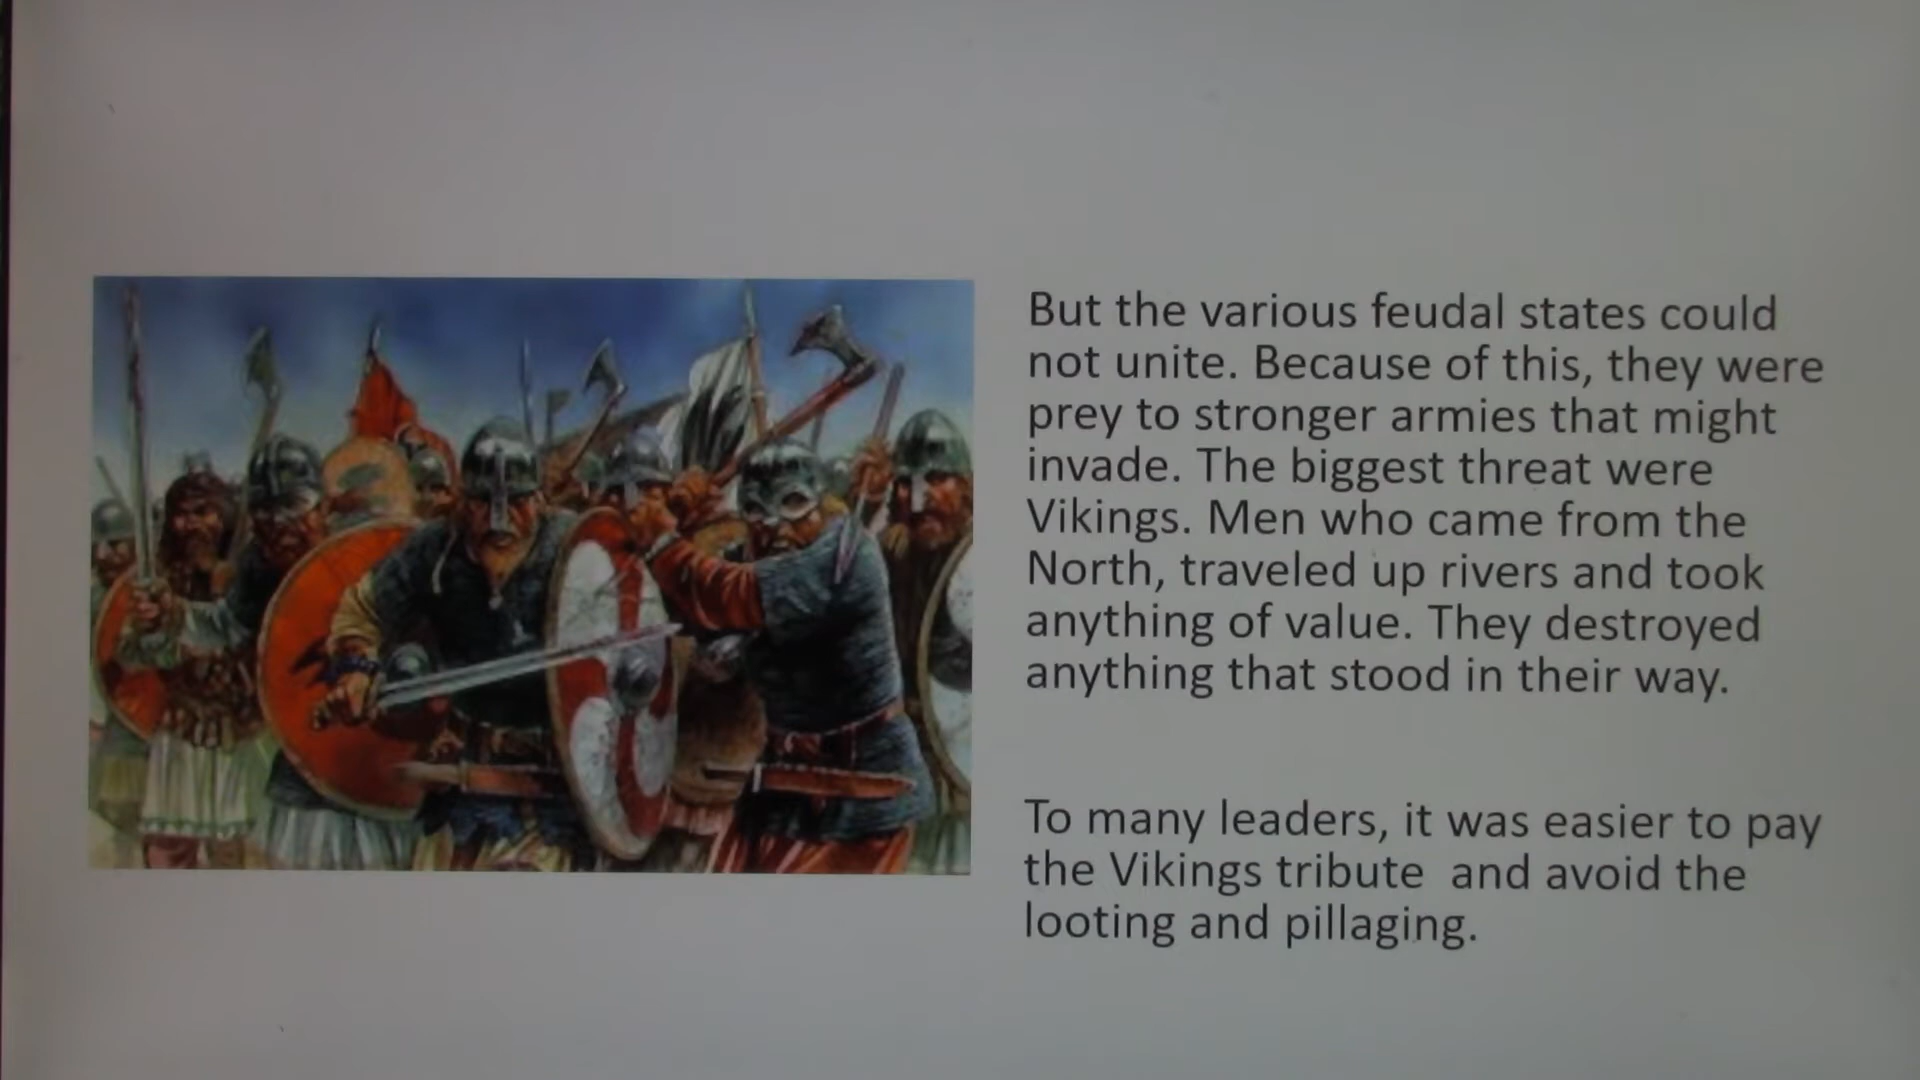 But the various feudal states could
not unite. Because of this, they were
prey to stronger armies that might
invade. The biggest threat were
Vikings. Men who came from the
North, traveled up rivers and took
anything of value. They destroyed
anything that stood in their way.
To many leaders, it was easier to pay
the Vikings tribute and avoid the
looting and pillaging.